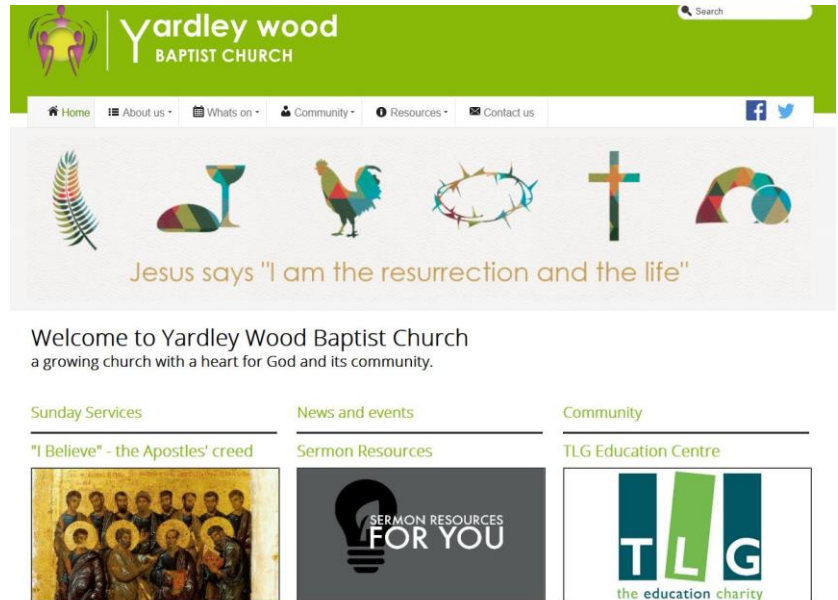 Yardley wood
BAPTIST CHURCH
Search
Home About us Whats on Community Resources Contact us
Jesus says "I am the resurrection and the life"
Welcome to Yardley Wood Baptist Church
a growing church with a heart for God and its community.
Sunday Services
News and events
Community
"I Believe" - the Apostles' creed
Sermon Resources
TLG Education Centre
SERMON RESOURCES
FOR YOU
TLG
the education charity